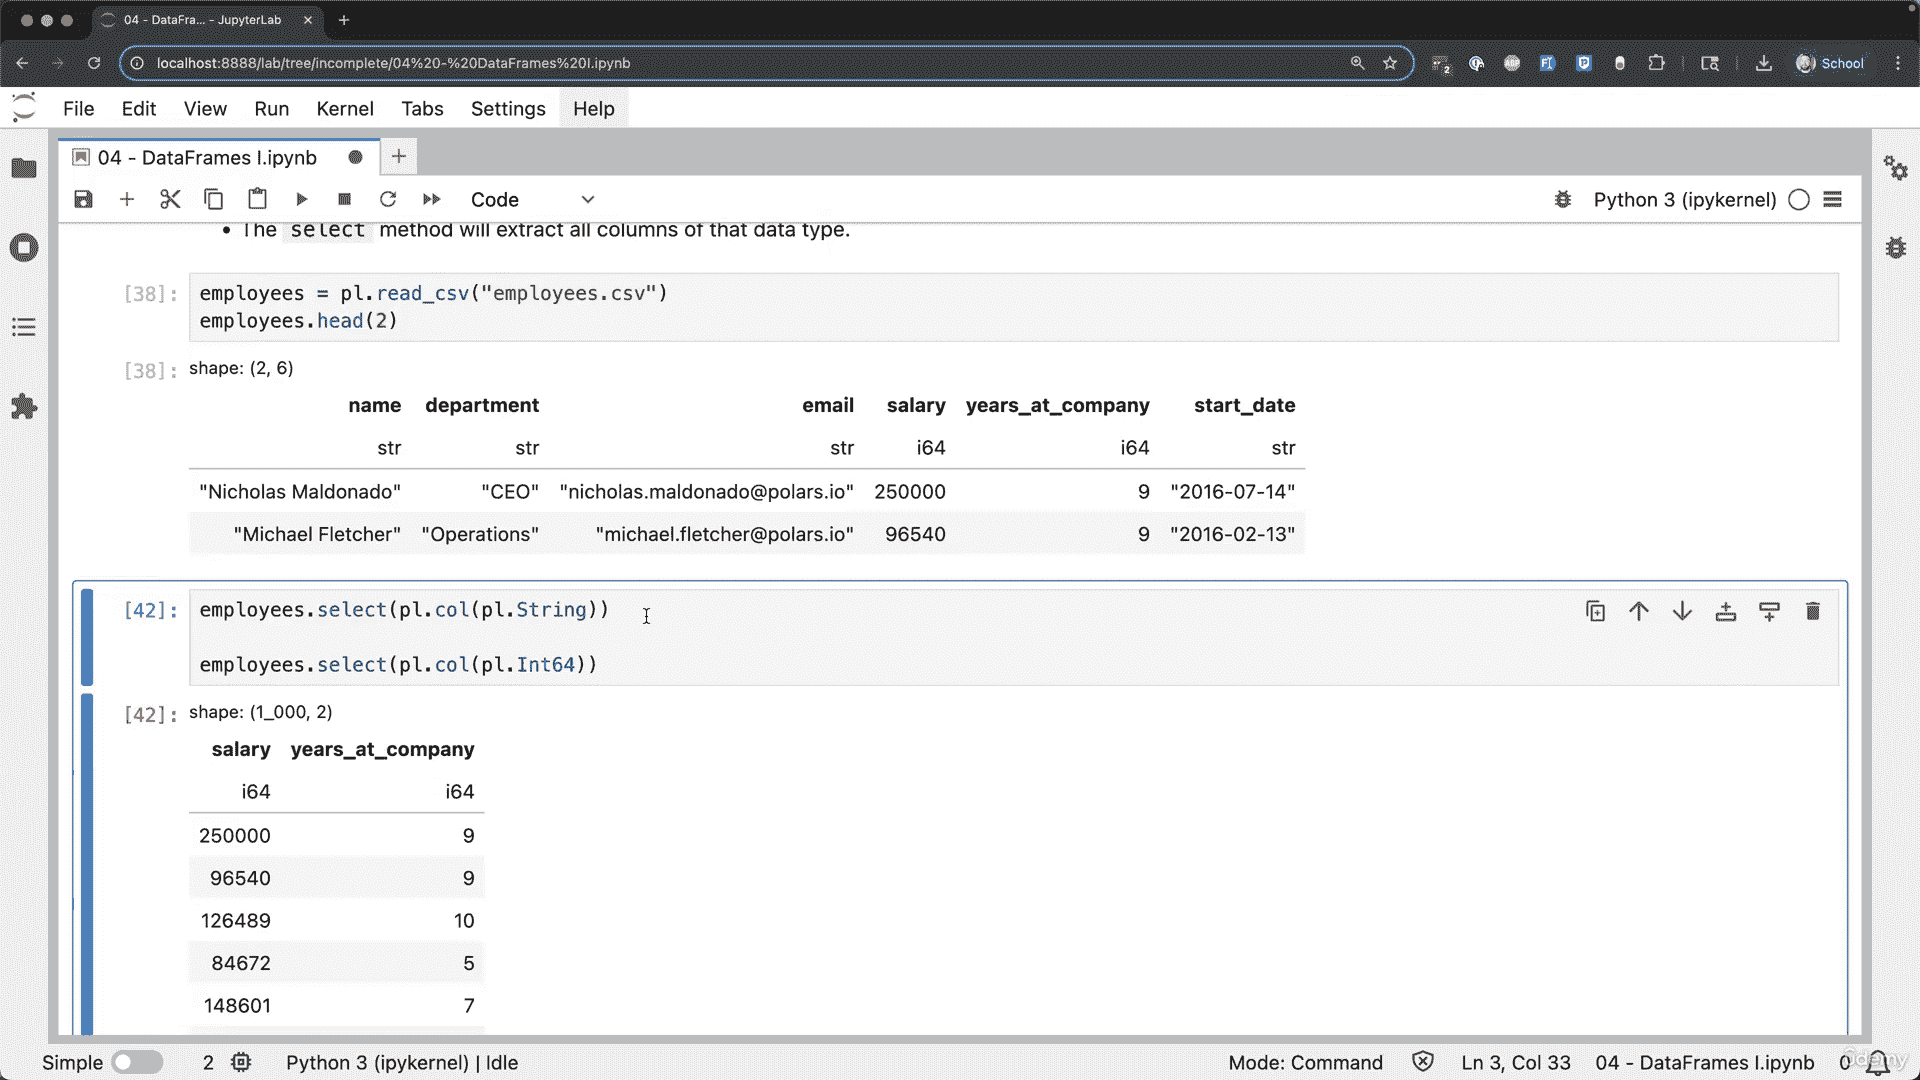 04 - DataFra... - JupyterLab
localhost:8888/lab/tree/incomplete/04%20-%20DataFrames%20I.ipynb
2
School
File Edit View Run Kernel Tabs Settings Help
04 - DataFrames I.ipynb
Code
Python 3 (ipykernel)
The select method will extract all columns of that data type.
[38]: employees = pl.read_csv("employees.csv")
employees.head(2)
[38]: shape: (2, 6)
name department email salary years_at_company start_date
str str str i64 i64 str
"Nicholas Maldonado" "CEO" "nicholas.maldonado@polars.io" 250000 9 "2016-07-14"
"Michael Fletcher" "Operations" "michael.fletcher@polars.io" 96540 9 "2016-02-13"
[42]: employees.select(pl.col(pl.String))
employees.select(pl.col(pl.Int64))
[42]: shape: (1_000, 2)
salary years_at_company
i64 i64
250000 9
96540 9
126489 10
84672 5
148601 7
Simple 2 Python 3 (ipykernel) | Idle Mode: Command Ln 3, Col 33 04 - DataFrames I.ipynb 0
Udemy